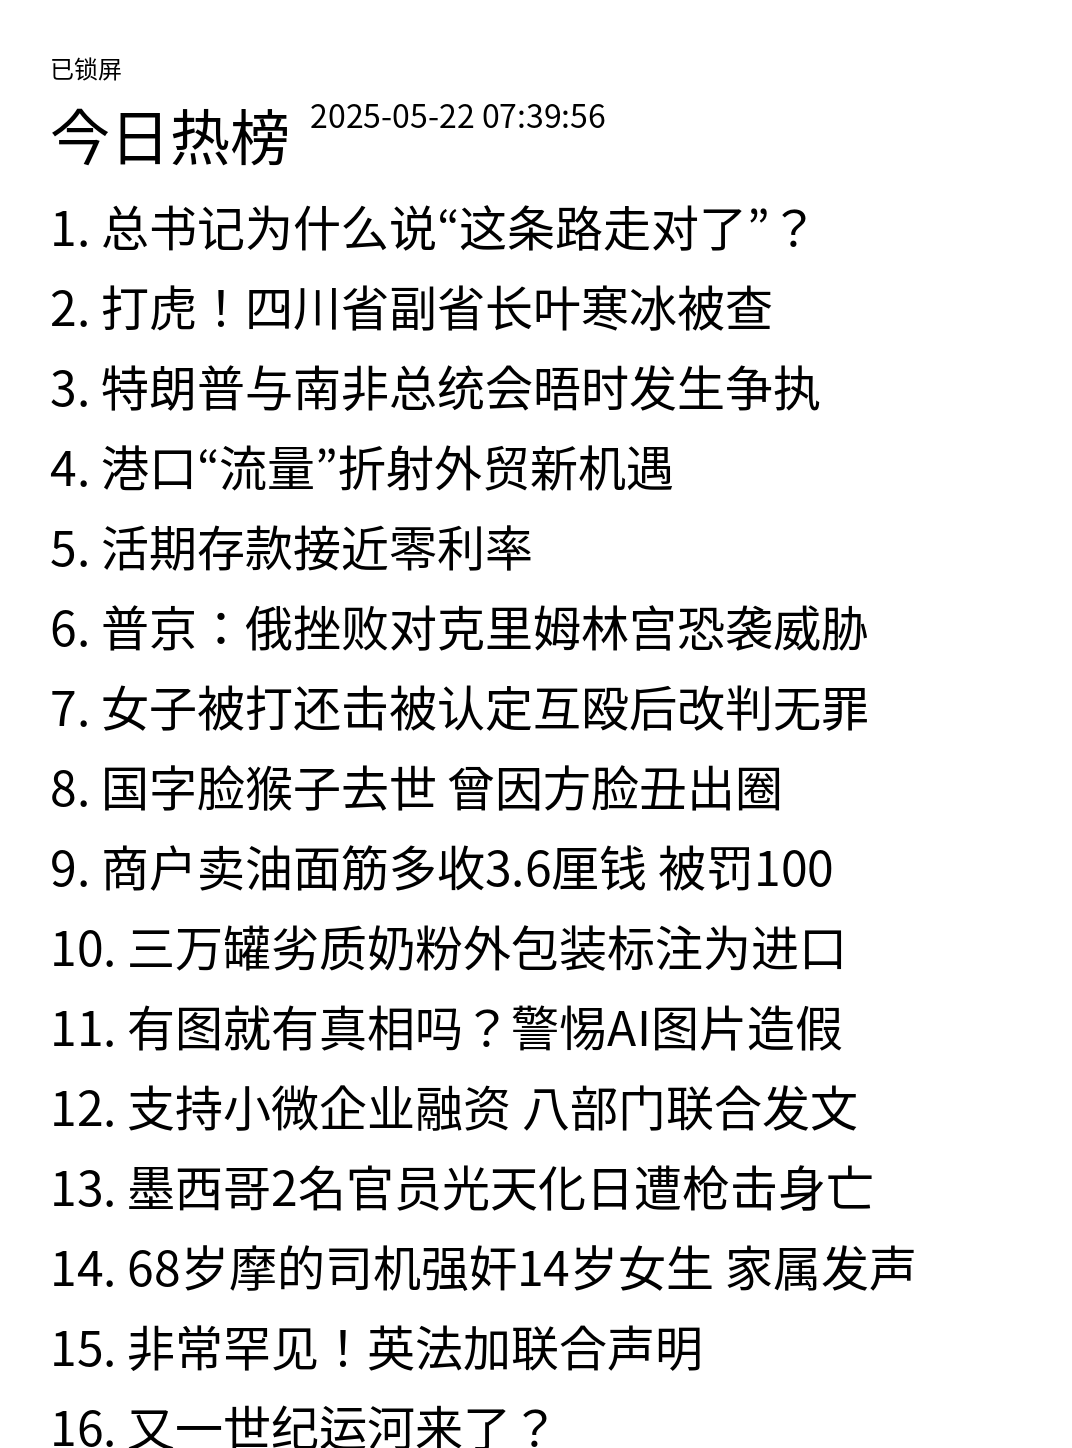 已锁屏
今日热榜 2025-05-22 07:39:56
1. 总书记为什么说“这条路走对了”？
2. 打虎！四川省副省长叶寒冰被查
3. 特朗普与南非总统会晤时发生争执
4. 港口“流量”折射外贸新机遇
5. 活期存款接近零利率
6. 普京：俄挫败对克里姆林宫恐袭威胁
7. 女子被打还击被认定互殴后改判无罪
8. 国字脸猴子去世 曾因方脸丑出圈
9. 商户卖油面筋多收3.6厘钱 被罚100
10. 三万罐劣质奶粉外包装标注为进口
11. 有图就有真相吗？警惕AI图片造假
12. 支持小微企业融资 八部门联合发文
13. 墨西哥2名官员光天化日遭枪击身亡
14. 68岁摩的司机强奸14岁女生 家属发声
15. 非常罕见！英法加联合声明
16. 又一世纪运河来了？